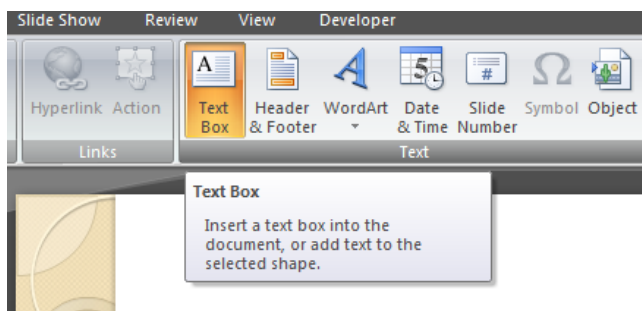 Slide Show Review View Developer
Hyperlink Action Text Box Header & Footer WordArt Date & Time Slide Number Symbol Object
Links Text
Text Box
Insert a text box into the
document, or add text to the
selected shape.